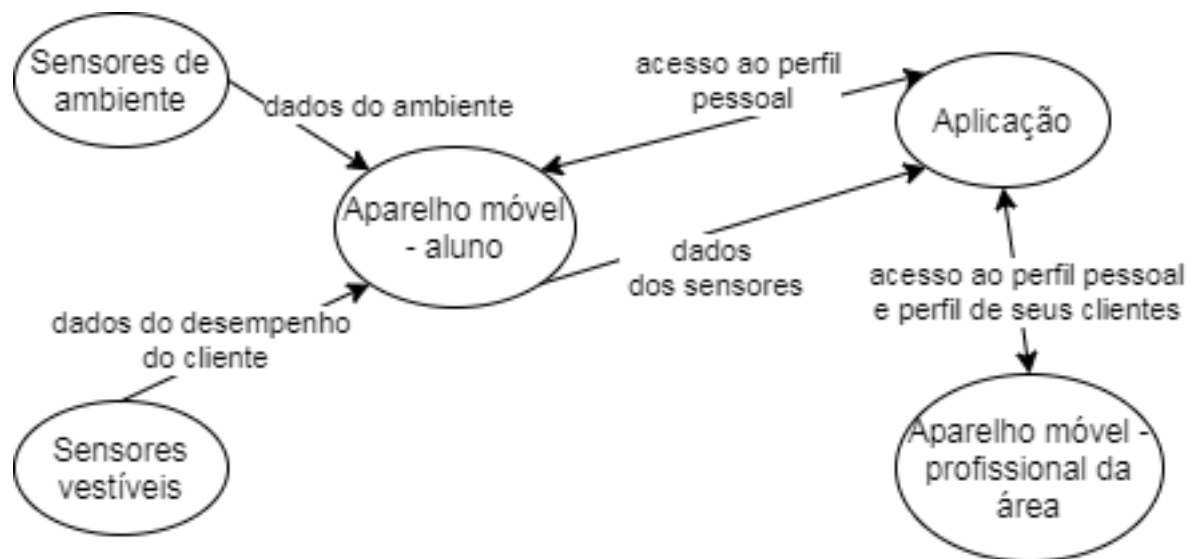 Sensores de
ambiente
dados do ambiente
acesso ao perfil
pessoal
Aplicação
Aparelho móvel
- aluno
dados
dos sensores
acesso ao perfil pessoal
e perfil de seus clientes
dados do desempenho
do cliente
Sensores
vestíveis
Aparelho móvel -
profissional da
área